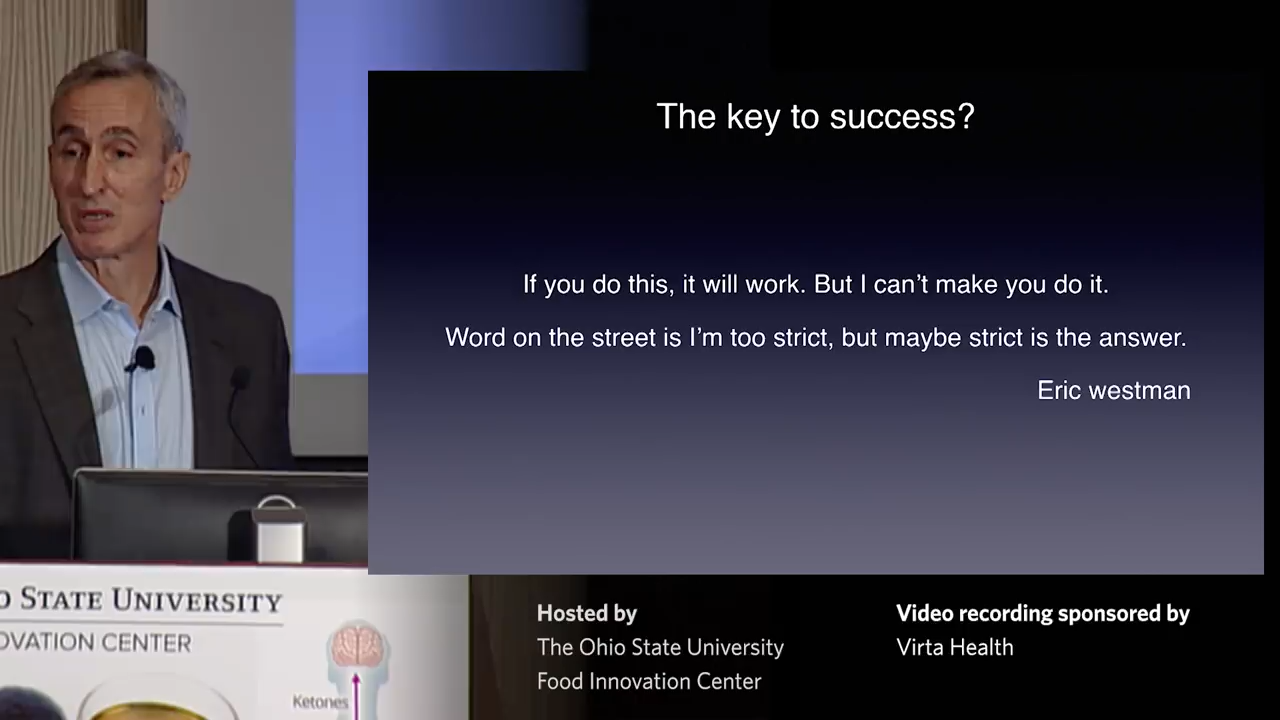 The key to success?
If you do this, it will work. But I can't make you do it.
Word on the street is I'm too strict, but maybe strict is the answer.
Eric westman
O STATE UNIVERSITY
OVATION CENTER
Ketones
Hosted by
The Ohio State University
Food Innovation Center
Video recording sponsored by
Virta Health